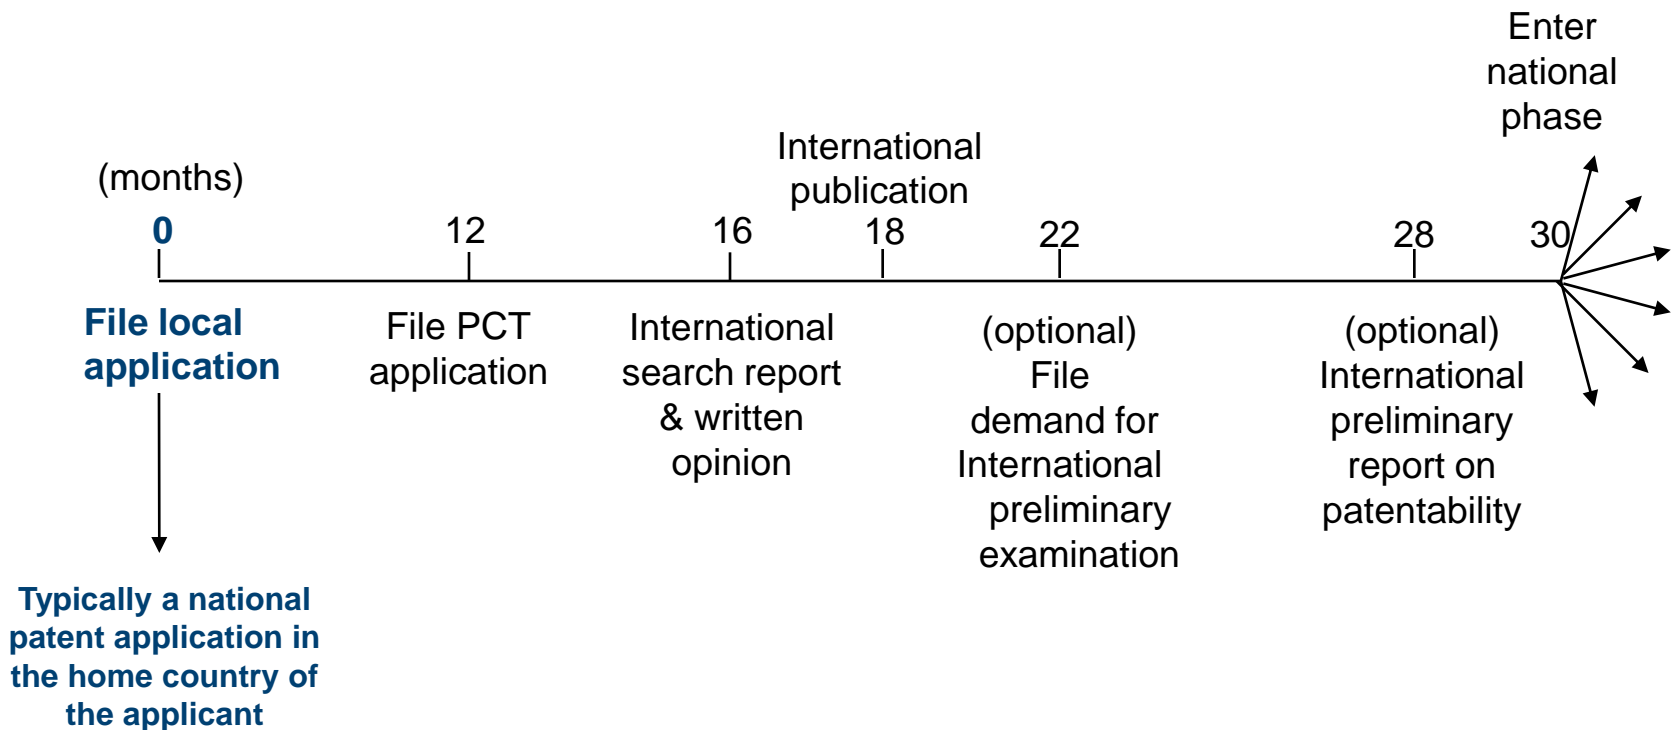 Enter
national
phase
International
publication
(months)
0
12
16
18
22
28
30
File local
application
File PCT
application
International
search report
& written
opinion
(optional)
File
demand for
International
preliminary
examination
(optional)
International
preliminary
report on
patentability
Typically a national
patent application in
the home country of
the applicant